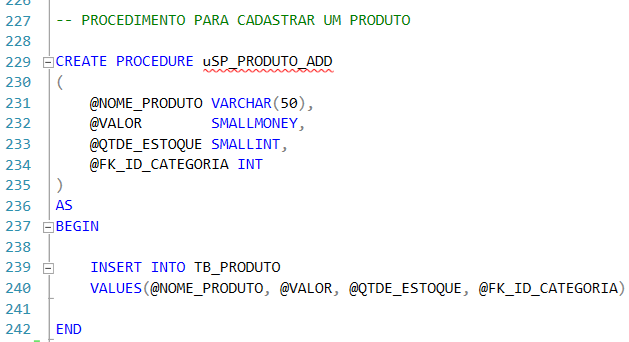 226
227 -- PROCEDIMENTO PARA CADASTRAR UM PRODUTO
228
229 CREATE PROCEDURE uSP_PRODUTO_ADD
230 (
231 @NOME_PRODUTO VARCHAR(50),
232 @VALOR SMALLMONEY,
233 @QTDE_ESTOQUE SMALLINT,
234 @FK_ID_CATEGORIA INT
235 )
236 AS
237 BEGIN
238
239 INSERT INTO TB_PRODUTO
240 VALUES(@NOME_PRODUTO, @VALOR, @QTDE_ESTOQUE, @FK_ID_CATEGORIA)
241
242 END